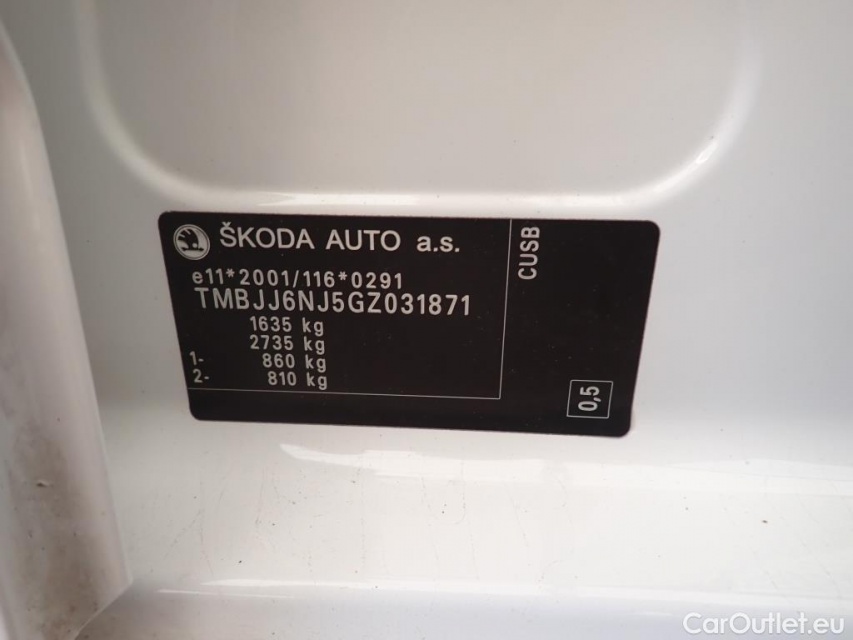 ŠKODA AUTO a.s.
e11*2001/116*0291
TMBJJ6NJ5GZ031871
1635 kg
2735 kg
1- 860 kg
2- 810 kg
CUSB
0,5
CarOutlet.eu